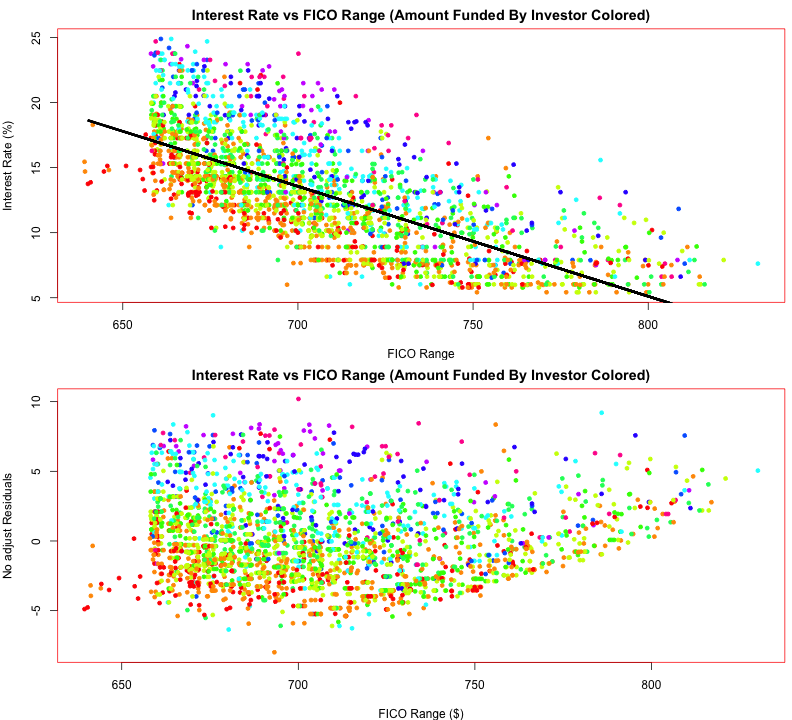 Interest Rate vs FICO Range (Amount Funded By Investor Colored)
Interest Rate (%)
25
20
15
10
5
650 700 750 800
FICO Range
Interest Rate vs FICO Range (Amount Funded By Investor Colored)
No adjust Residuals
10
5
0
-5
650 700 750 800
FICO Range ($)